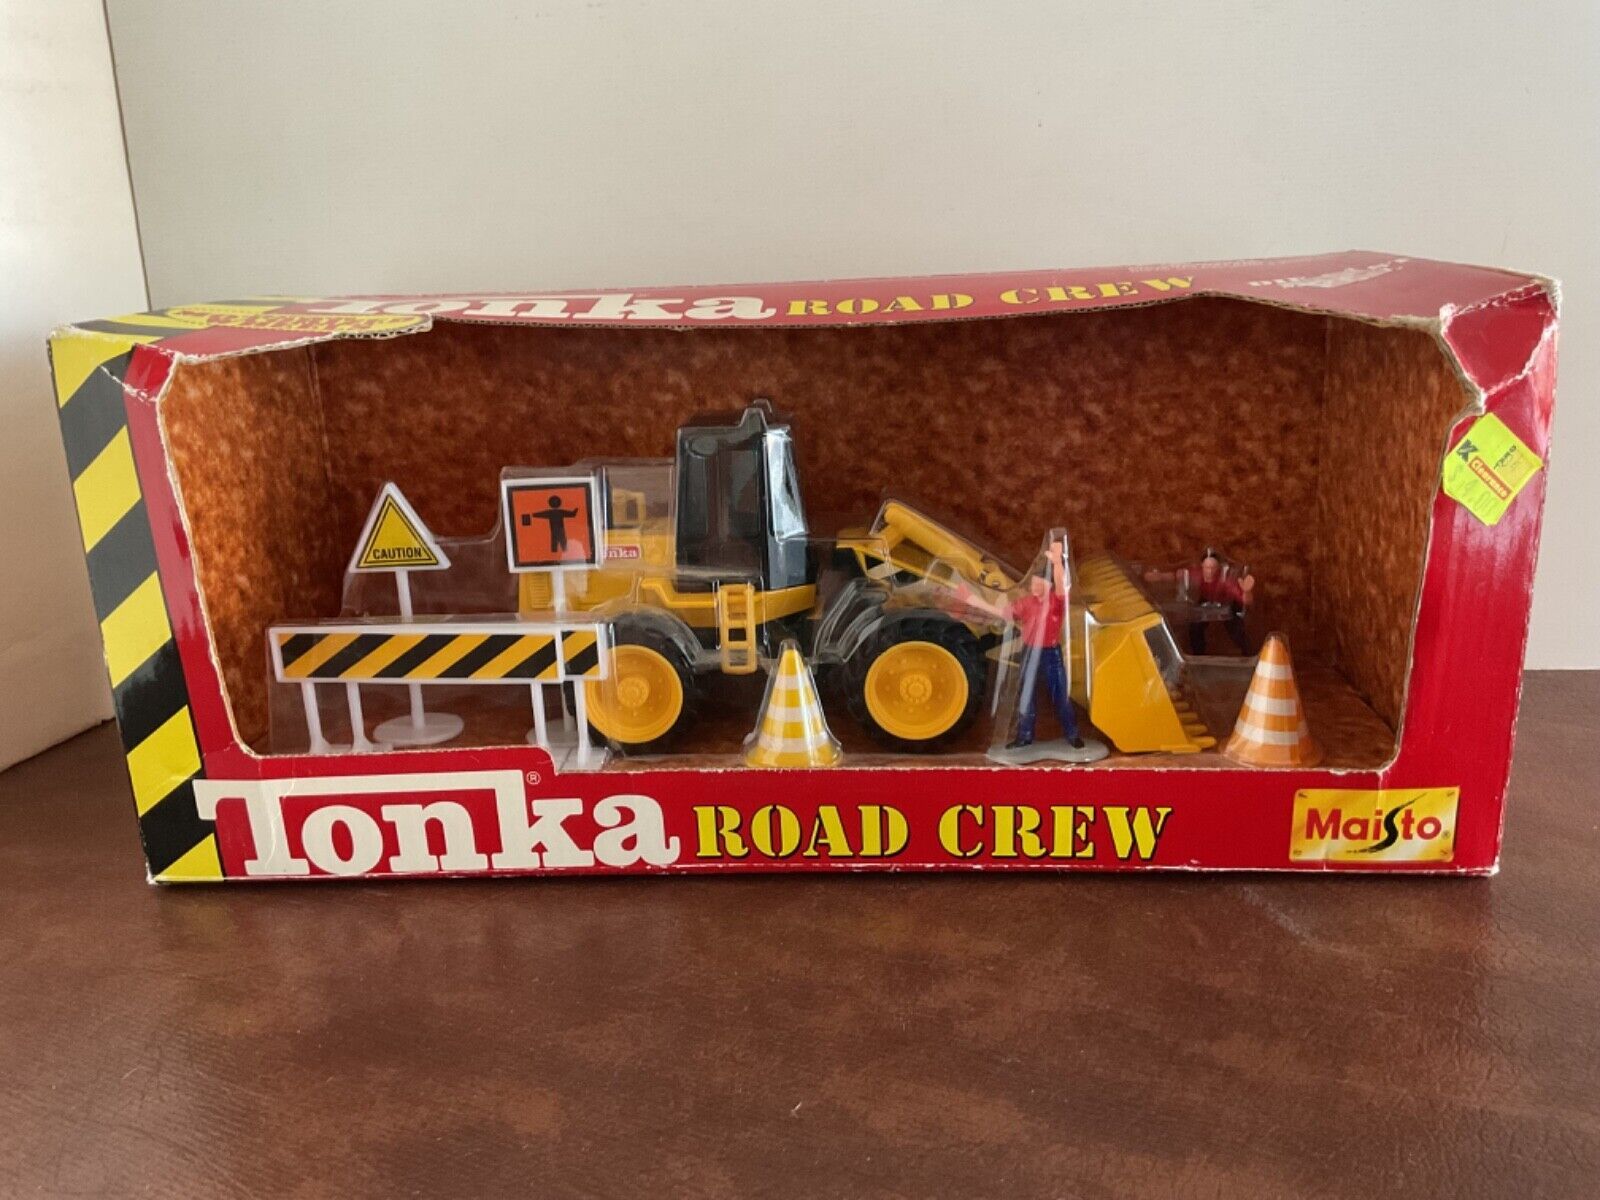 Tonka ROAD CREW
CAUTION
Tonka
K Clearance
Tonka® ROAD CREW
Maisto®